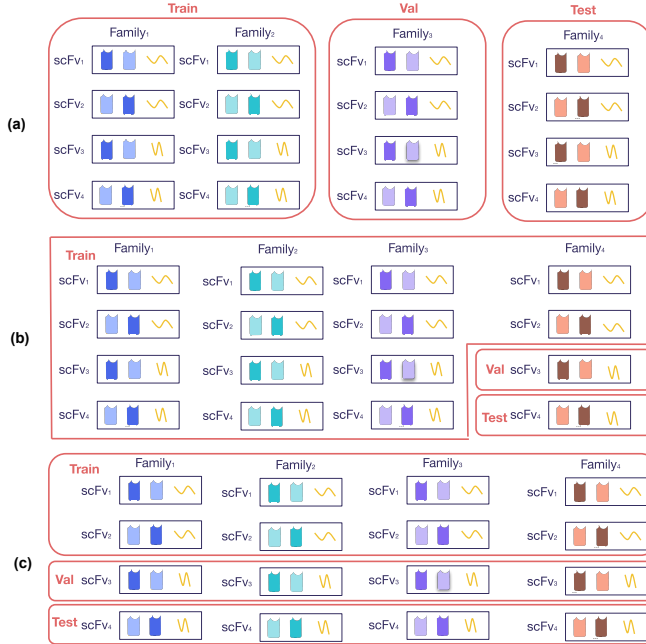 Train Val Test
Family1 Family2 Family3 Family4
scFv1 scFv1 scFv1 scFv1
scFv2 scFv2 scFv2 scFv2
(a)
scFv3 scFv3 scFv3 scFv3
scFv4 scFv4 scFv4 scFv4
Train Family1 Family2 Family3 Family4
scFv1 scFv1 scFv1 scFv1
scFv2 scFv2 scFv2 scFv2
(b)
scFv3 scFv3 scFv3 Val scFv3
scFv4 scFv4 scFv4 Test scFv4
Train Family1 Family2 Family3 Family4
scFv1 scFv1 scFv1 scFv1
scFv2 scFv2 scFv2 scFv2
(c)
Val scFv3 scFv3 scFv3 scFv3
Test scFv4 scFv4 scFv4 scFv4